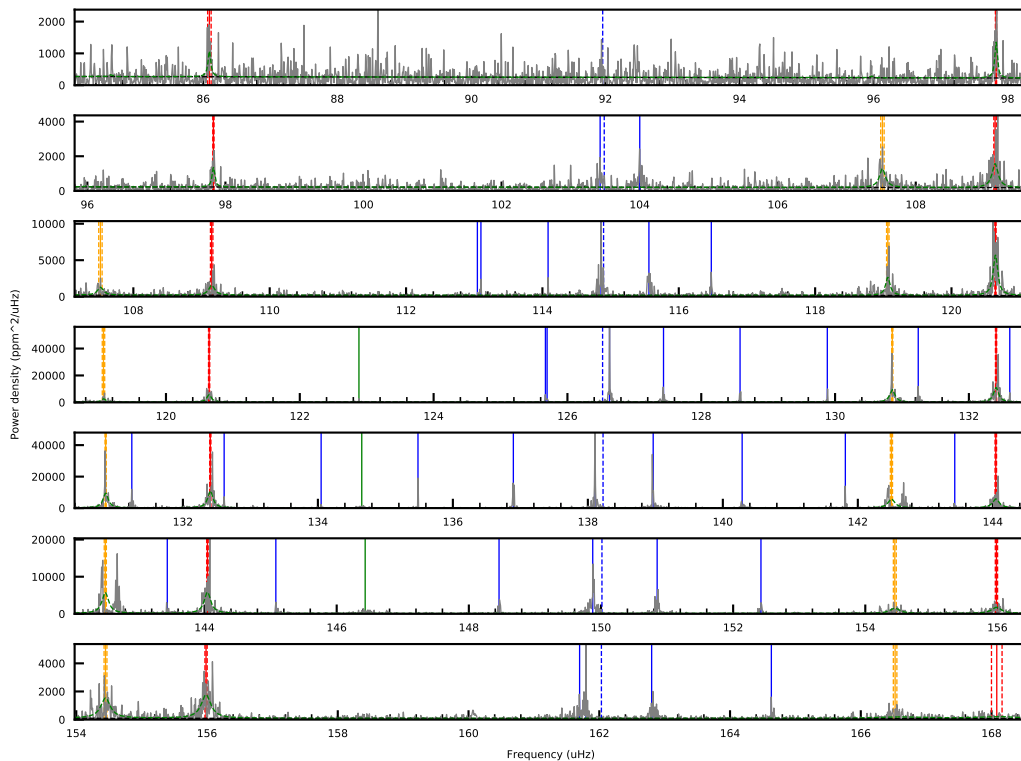 2000
1000
0
86 88 90 92 94 96 98
4000
2000
0
96 98 100 102 104 106 108
10000
5000
0
108 110 112 114 116 118 120
Power density (ppm^2/uHz)
40000
20000
0
120 122 124 126 128 130 132
40000
20000
0
132 134 136 138 140 142 144
20000
10000
0
144 146 148 150 152 154 156
4000
2000
0
154 156 158 160 162 164 166 168
Frequency (uHz)